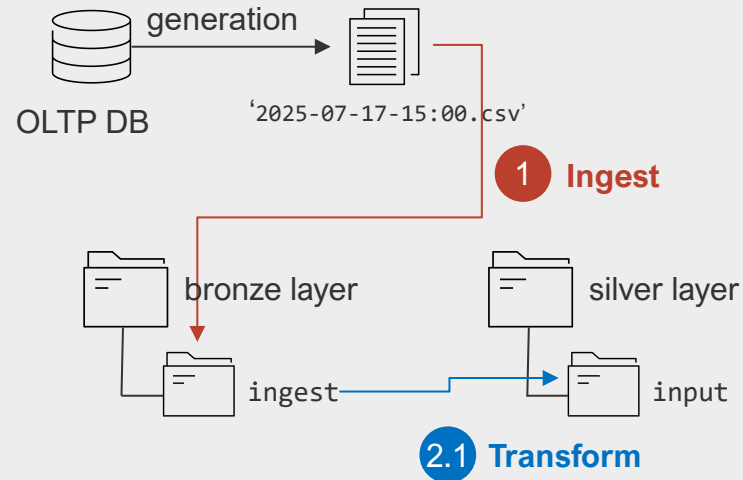 generation
OLTP DB
‘2025-07-17-15:00.csv’
1 Ingest
bronze layer
silver layer
ingest
input
2.1 Transform